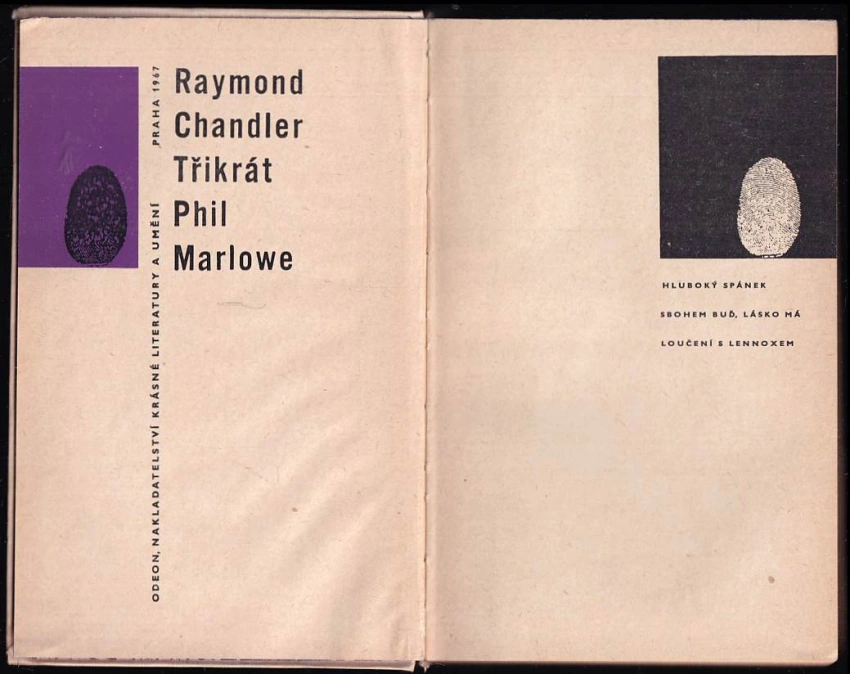 Raymond
Chandler
Třikrát
Phil
Marlowe
ODEON, NAKLADATELSTVÍ KRÁSNÉ LITERATURY A UMĚNÍ PRAHA 1967
HLUBOKÝ SPÁNEK
SBOHEM BUĎ, LÁSKO MÁ
LOUČENÍ S LENNOXEM